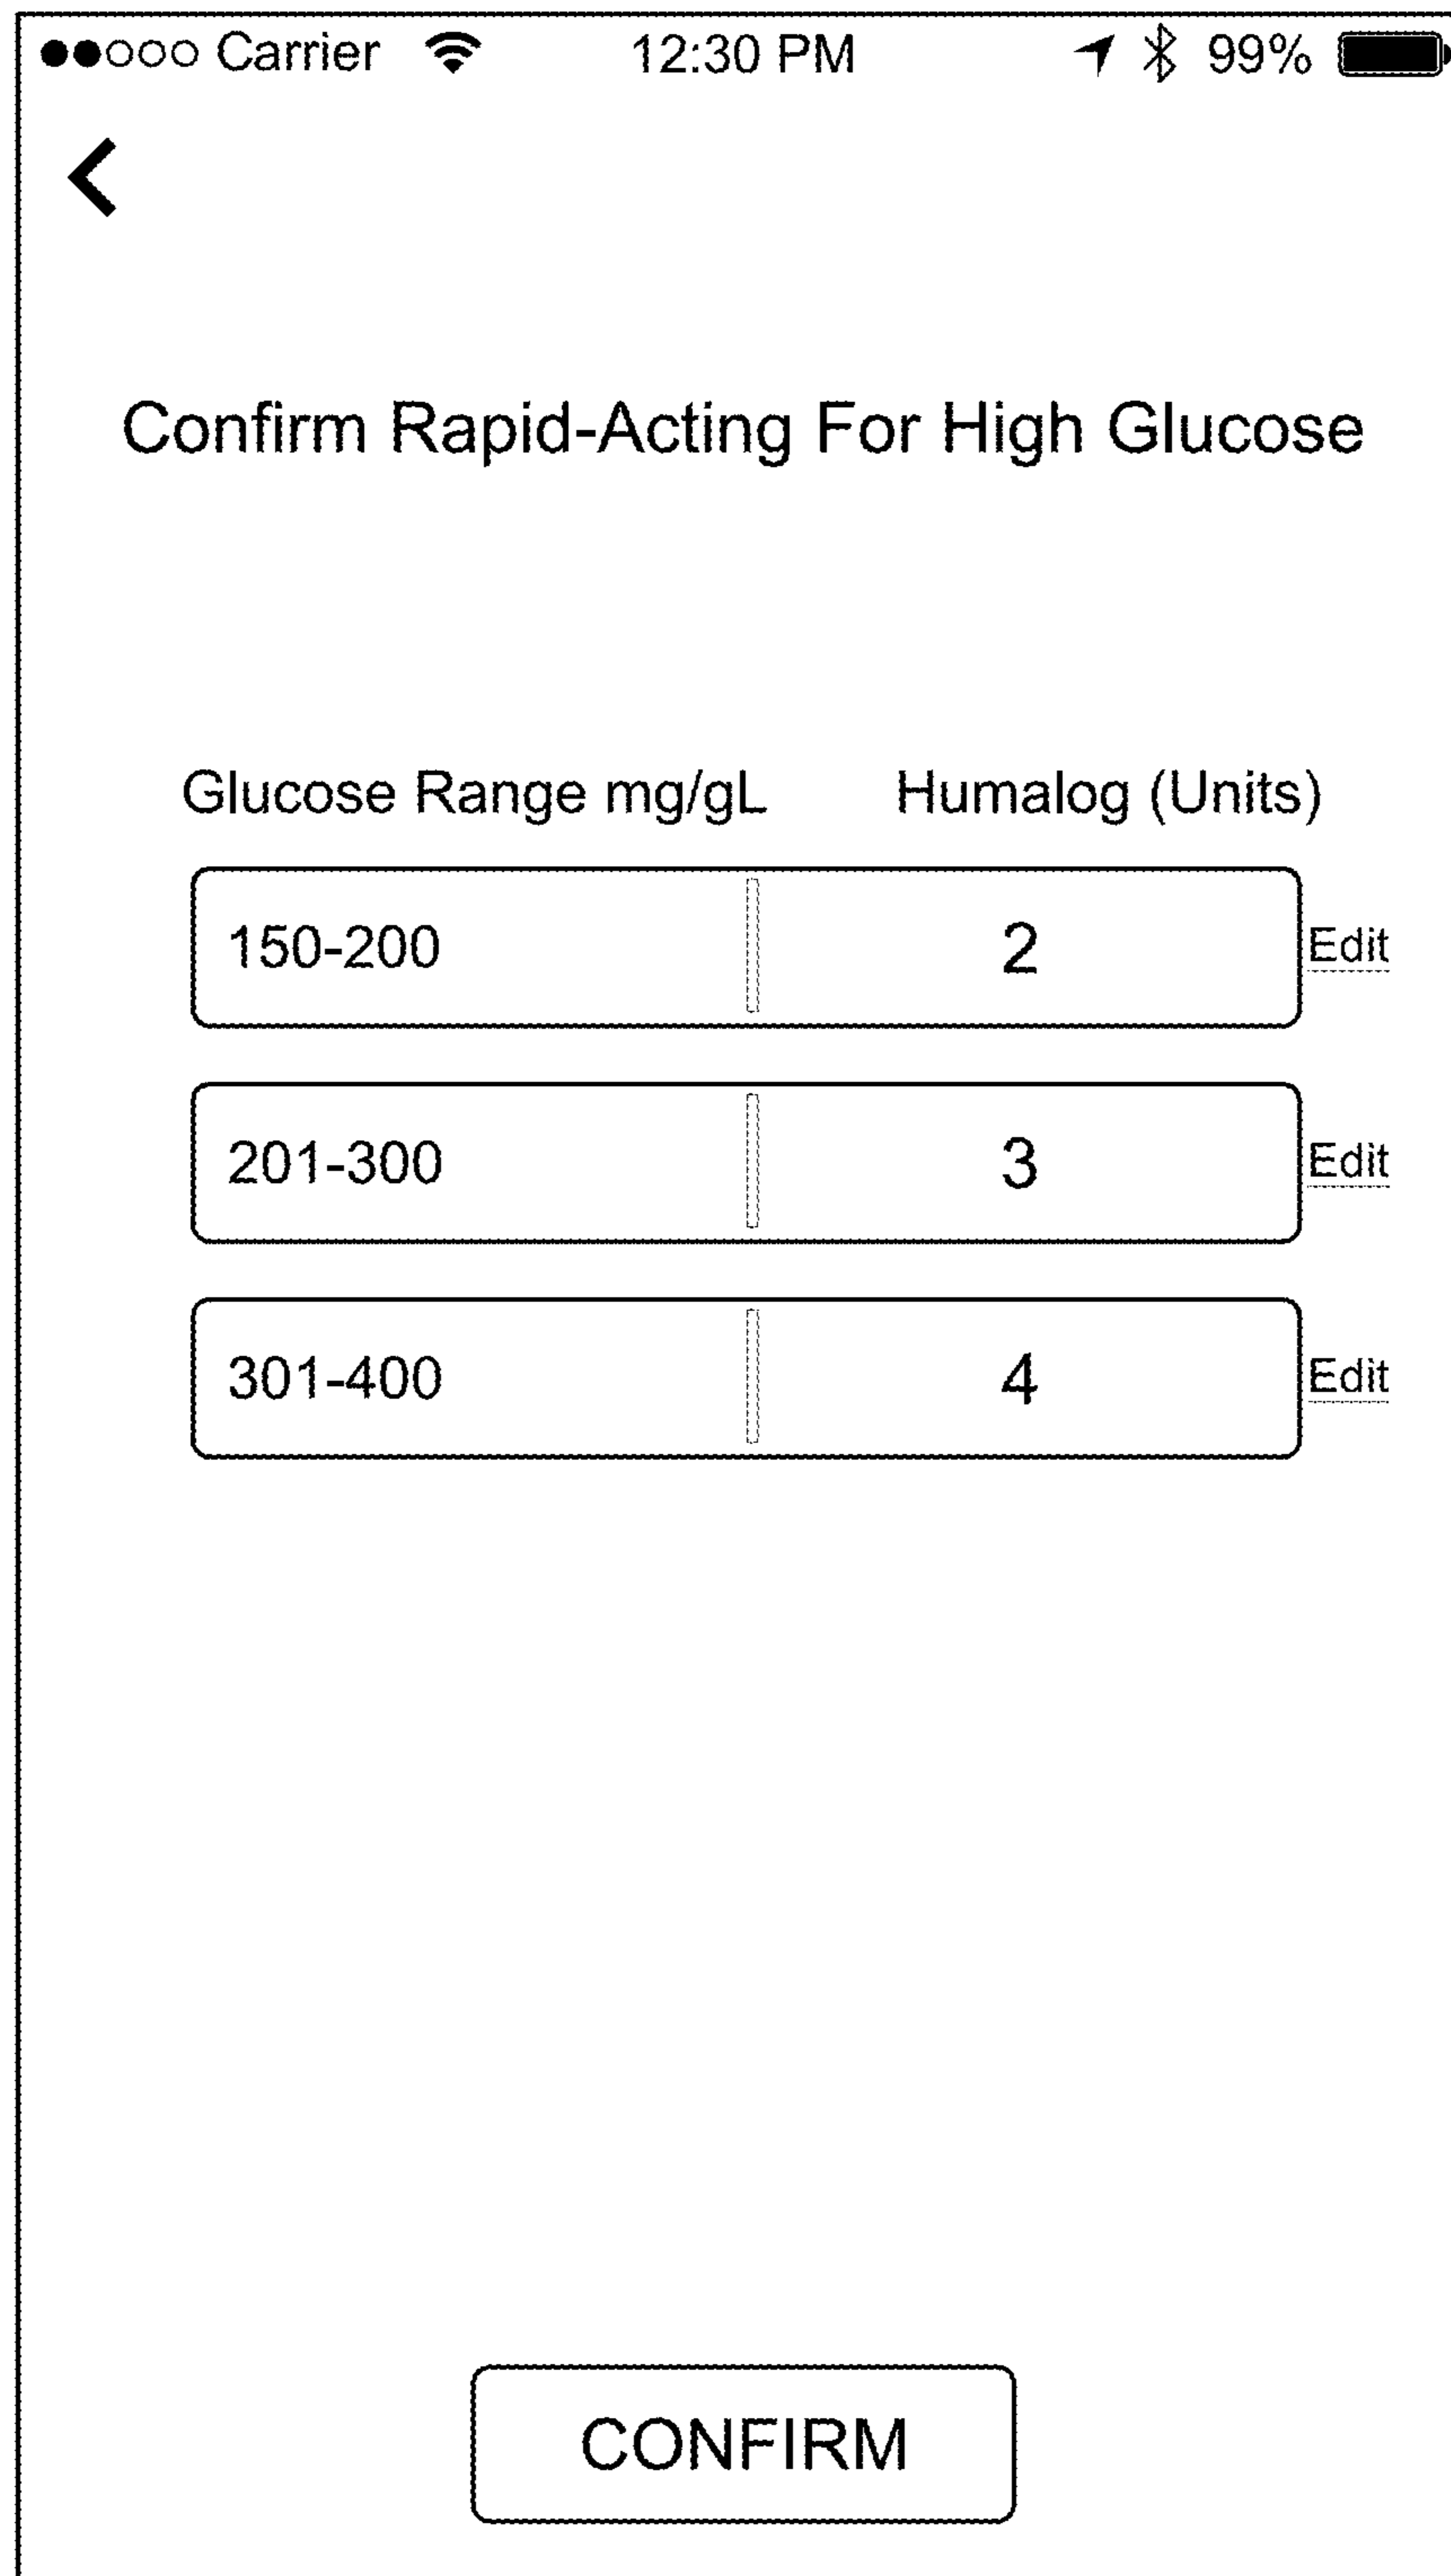 Carrier 12:30 PM 99%
Confirm Rapid-Acting For High Glucose
Glucose Range mg/gL Humalog (Units)
150-200 2 Edit
201-300 3 Edit
301-400 4 Edit
CONFIRM